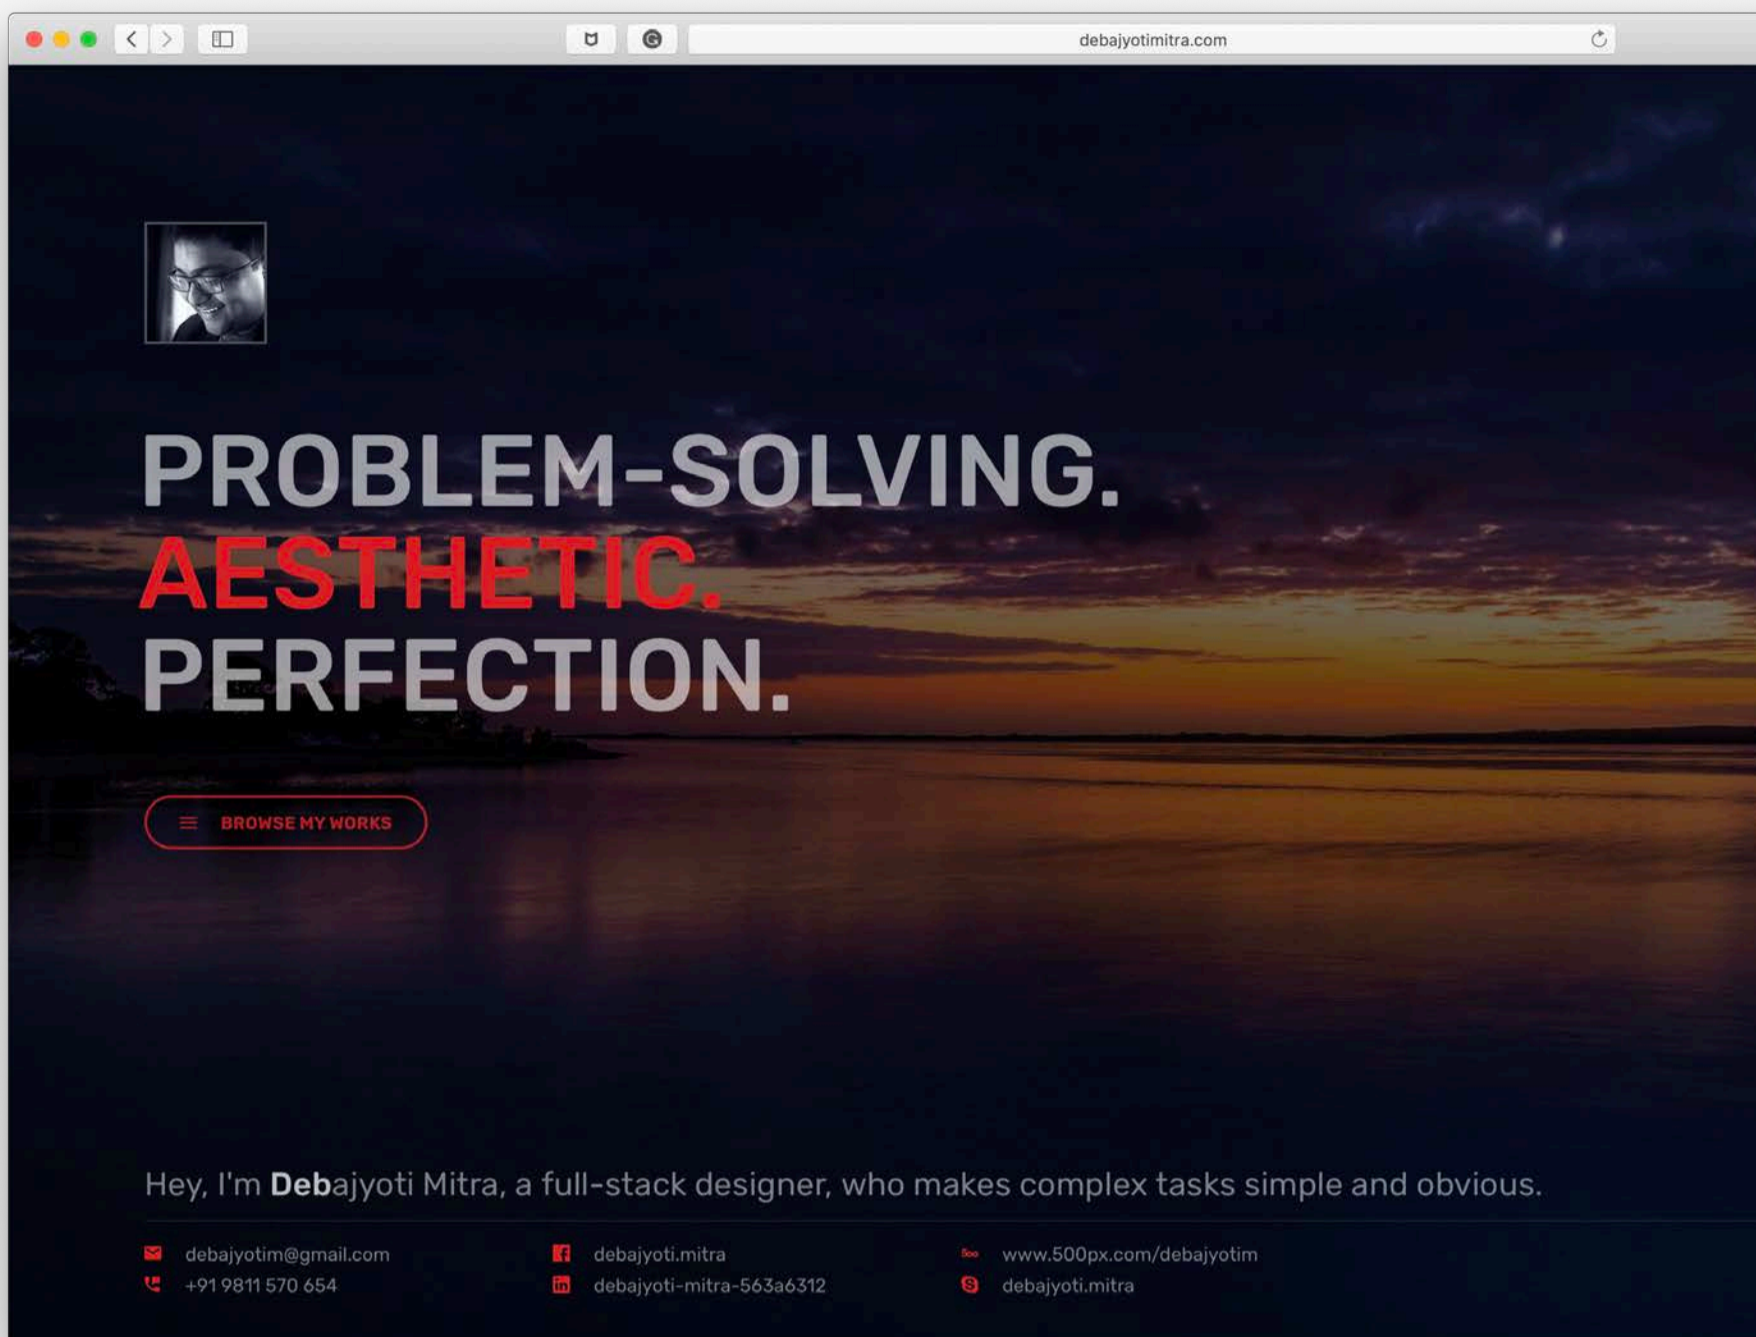 debajyotimitra.com
PROBLEM-SOLVING.
AESTHETIC.
PERFECTION.
BROWSE MY WORKS
Hey, I'm Debajyoti Mitra, a full-stack designer, who makes complex tasks simple and obvious.
debajyotim@gmail.com
debajyoti.mitra
500 www.500px.com/debajyotim
+91 9811 570 654
in debajyoti-mitra-563a6312
debajyoti.mitra